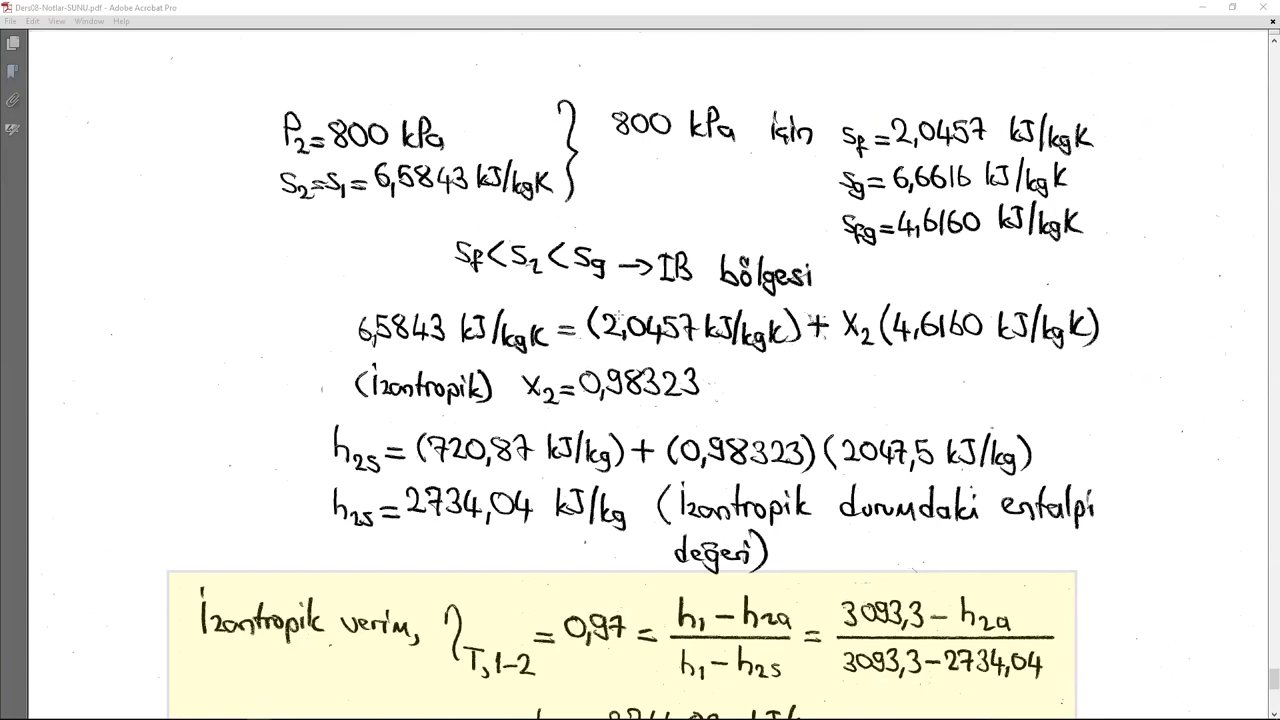 Ders08-Notlar-SUNU.pdf - Adobe Acrobat Pro
File Edit View Window Help
P2=800 kPa
S2=S1=6,5843 kJ/kgK
800 kPa için Sf=2,0457 kJ/kgK
Sg=6,6616 kJ/kgK
Sfg=4,6160 kJ/kgK
Sf<S2<Sg → IB bölgesi
6,5843 kJ/kgK = (2,0457 kJ/kgK) + X2 (4,6160 kJ/kgK)
(İzantropik) X2=0,98323
h2s = (720,87 kJ/kg) + (0,98323) (2047,5 kJ/kg)
h2s = 2734,04 kJ/kg (İzantropik durumdaki entalpi
değeri)
İzantropik verim, ηT,1-2 = 0,97 = (h1 - h2a)/(h1 - h2s) = (3093,3 - h2a)/(3093,3 - 2734,04)